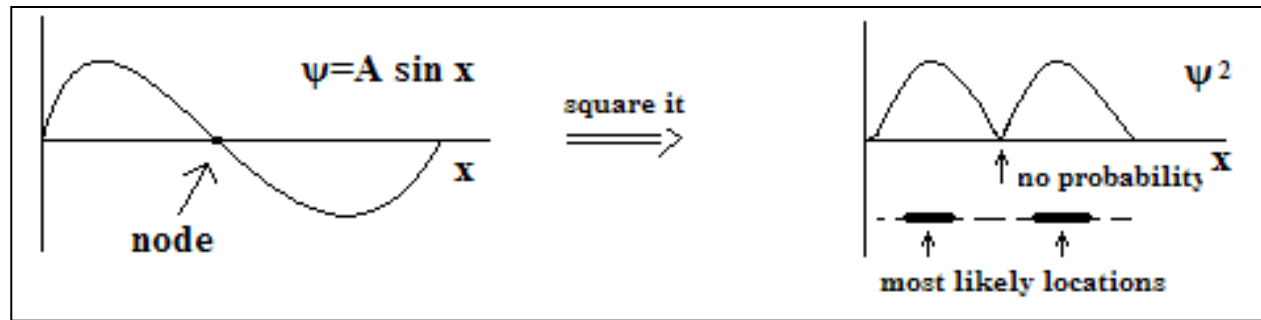 ψ=A sin x
x
node
square it
ψ²
x
no probability
most likely locations